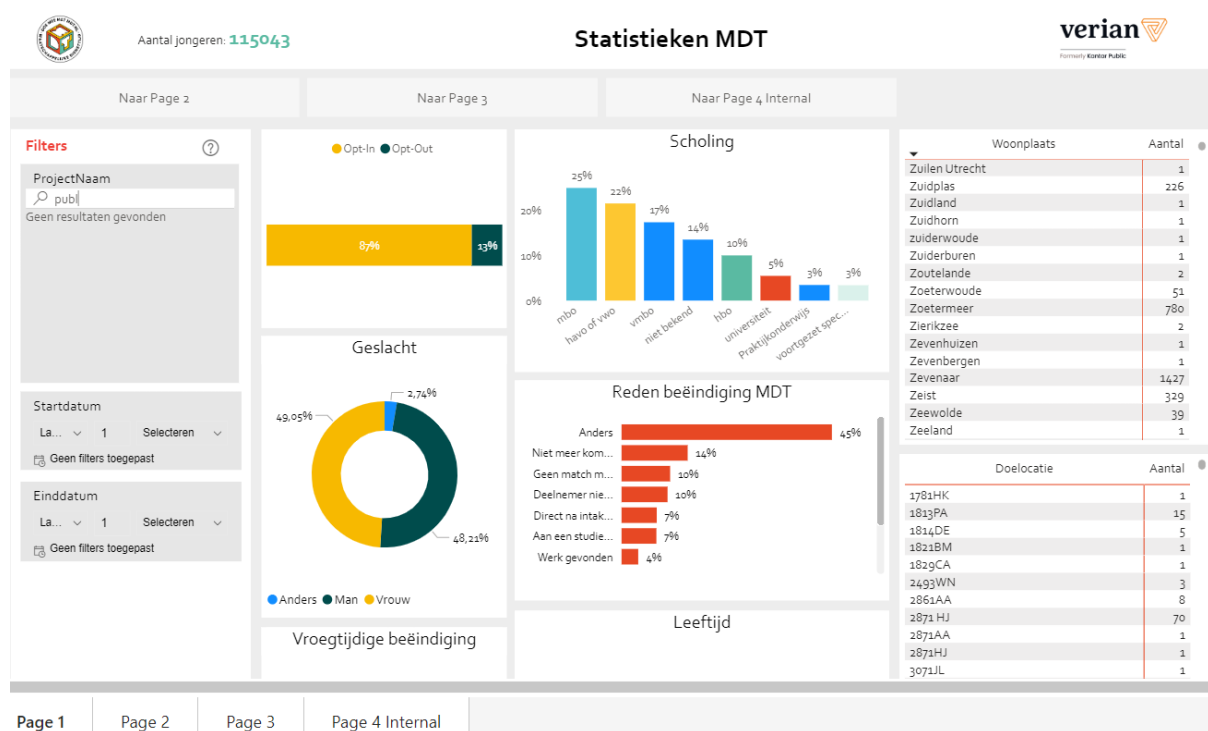 Aantal jongeren: 115043
Statistieken MDT
verian
Formerly Kantar Public
Naar Page 2
Naar Page 3
Naar Page 4 Internal
Filters
ProjectNaam
publ
Geen resultaten gevonden
Startdatum
La...
1
Selecteren
Geen filters toegepast
Einddatum
La...
1
Selecteren
Geen filters toegepast
Opt-In Opt-Out
87% 13%
Geslacht
2,74%
49,05%
48,21%
Anders Man Vrouw
Vroegtijdige beëindiging
Scholing
25%
22%
17%
14%
10%
5%
3%
3%
20%
10%
0%
mbo
havo of vwo
vmbo
niet bekend
hbo
universiteit
Praktijkonderwijs
voortgezet spec...
Reden beëindiging MDT
Anders 45%
Niet meer kom... 14%
Geen match m... 10%
Deelnemer nie... 10%
Direct na intak... 7%
Aan een studie... 7%
Werk gevonden 4%
Leeftijd
Woonplaats Aantal
Zuilen Utrecht 1
Zuidplas 226
Zuidland 1
Zuidhorn 1
zuiderwoude 1
Zuiderburen 1
Zoutelande 2
Zoeterwoude 51
Zoetermeer 780
Zierikzee 2
Zevenhuizen 1
Zevenbergen 1
Zevenaar 1427
Zeist 329
Zeewolde 39
Zeeland 1
Doelocatie Aantal
1781HK 1
1813PA 15
1814DE 5
1821BM 1
1829CA 1
2493WN 3
2861AA 8
2871 HJ 70
2871AA 1
2871HJ 1
3071JL 1
Page 1
Page 2
Page 3
Page 4 Internal